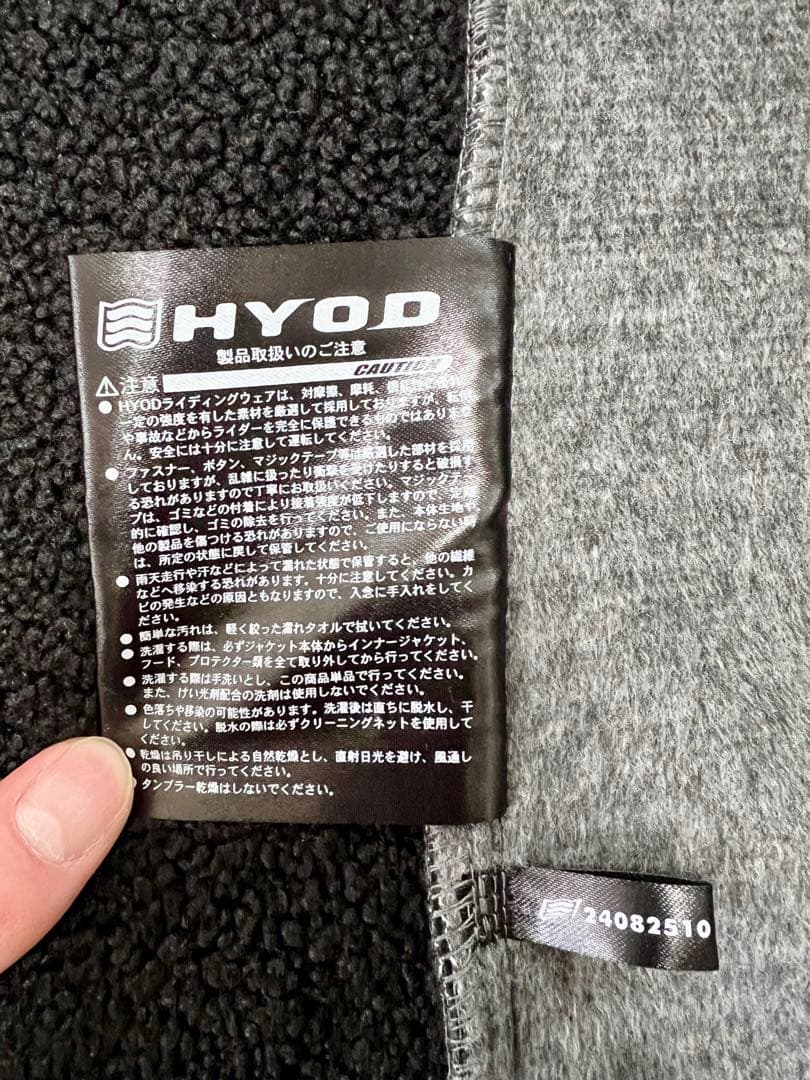 HYOD
製品取扱いのご注意
⚠注意 CAUTION
●HYODライディングウェアは、対摩擦、摩耗、
一定の強度を有した素材を厳選して採用しておりますが、転倒
や事故などからライダーを完全に保護できるものではありませ
ん。安全には十分に注意して運転してください。
●ファスナー、ボタン、マジックテープ等は厳選した部材を採用
しておりますが、乱雑に扱ったり衝撃を受けたりすると破損す
る恐れがありますので丁寧にお取扱いください。マジックテー
プは、ゴミなどの付着により接着強度が低下しますので、定期
的に確認し、ゴミの除去を行ってください。また、本体生地や
他の製品を傷つける恐れがありますので、ご使用にならない時
は、所定の状態に戻して保管してください。
●雨天走行や汗などによって濡れた状態で保管すると、他の繊維
などへ移染する恐れがあります。十分に注意してください。カ
ビの発生などの原因ともなりますので、入念に手入れをしてく
ださい。
●簡単な汚れは、軽く絞った濡れタオルで拭いてください。
●洗濯する際は、必ずジャケット本体からインナージャケット、
フード、プロテクター類を全て取り外してから行ってください。
●洗濯する際は手洗いとし、この商品単品で行ってください。
また、けい光剤配合の洗剤は使用しないでください。
●色落ちや移染の可能性があります。洗濯後は直ちに脱水し、干
してください。脱水の際は必ずクリーニングネットを使用して
ください。
●乾燥は吊り干しによる自然乾燥とし、直射日光を避け、風通し
の良い場所で行ってください。
●タンブラー乾燥はしないでください。
24082510